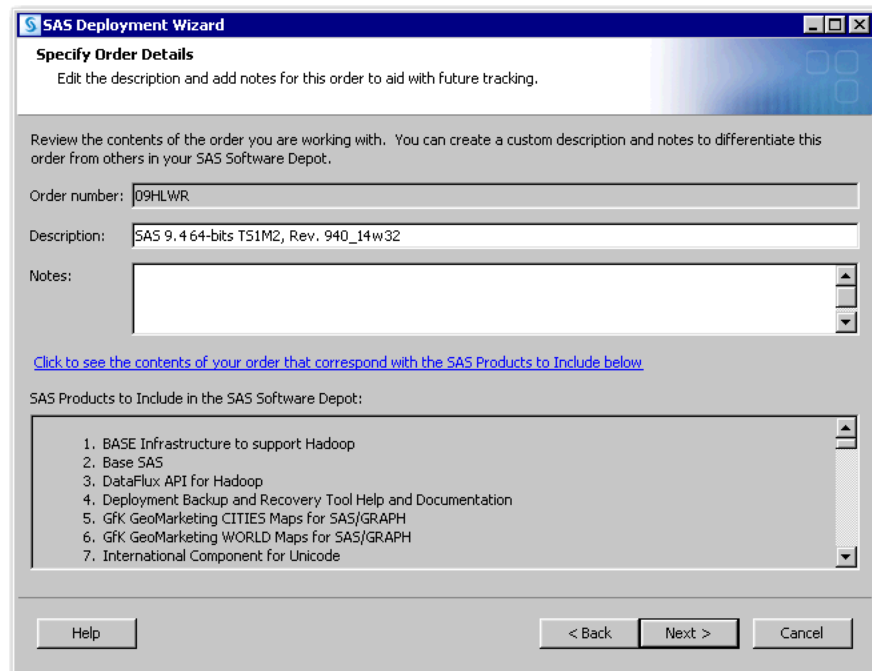 SAS Deployment Wizard
Specify Order Details
Edit the description and add notes for this order to aid with future tracking.
Review the contents of the order you are working with. You can create a custom description and notes to differentiate this
order from others in your SAS Software Depot.
Order number: 09HLWR
Description: SAS 9.4 64-bits TS1M2, Rev. 940_14w32
Notes:
Click to see the contents of your order that correspond with the SAS Products to Include below
SAS Products to Include in the SAS Software Depot:
1. BASE Infrastructure to support Hadoop
2. Base SAS
3. DataFlux API for Hadoop
4. Deployment Backup and Recovery Tool Help and Documentation
5. GfK GeoMarketing CITIES Maps for SAS/GRAPH
6. GfK GeoMarketing WORLD Maps for SAS/GRAPH
7. International Component for Unicode
Help < Back Next > Cancel